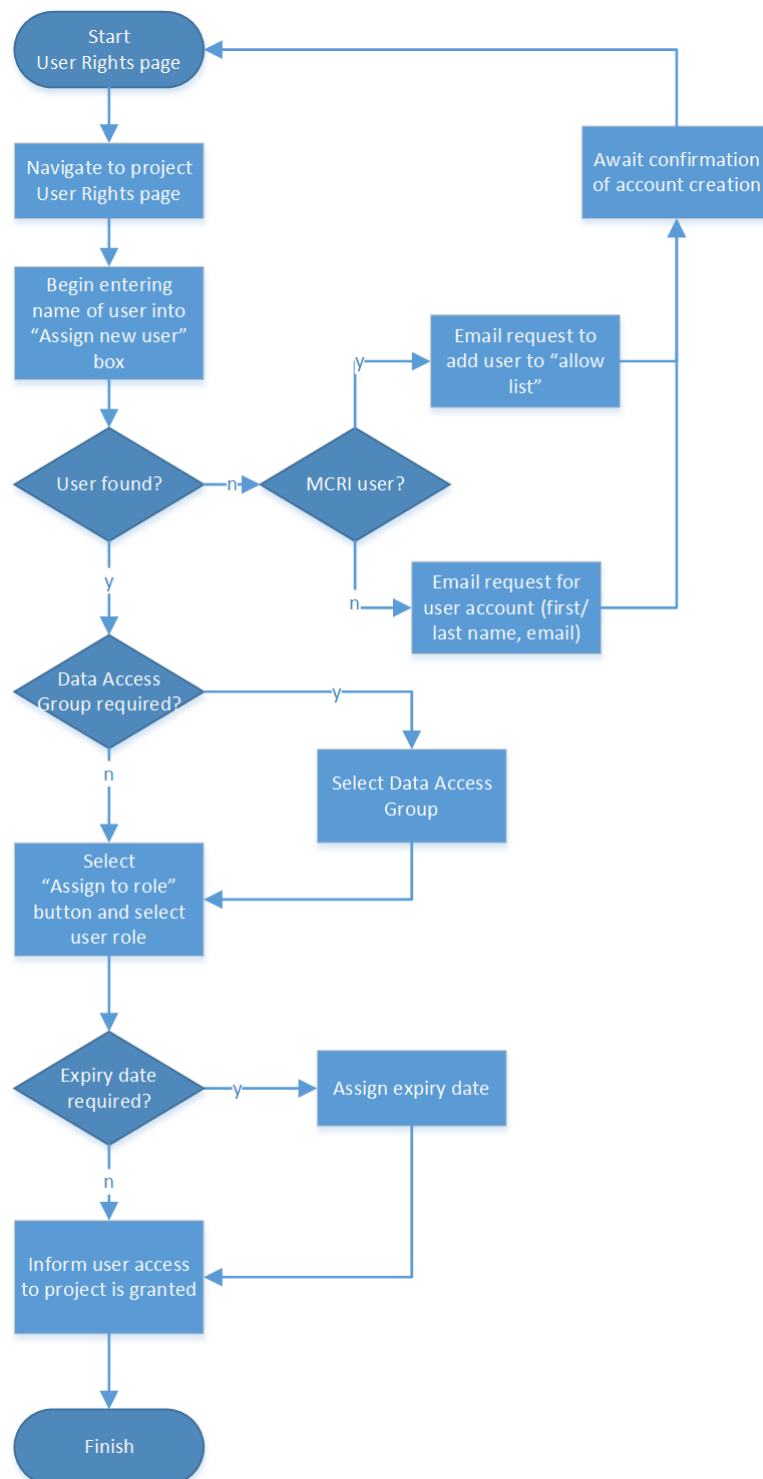 Start
User Rights page
Navigate to project
User Rights page
Await confirmation
of account creation
Begin entering
name of user into
“Assign new user”
box
Email request to
add user to “allow
list”
y
User found?
n
MCRI user?
y
n
Email request for
user account (first/
last name, email)
Data Access
Group required?
y
n
Select Data Access
Group
Select
“Assign to role”
button and select
user role
Expiry date
required?
y
Assign expiry date
n
Inform user access
to project is granted
Finish